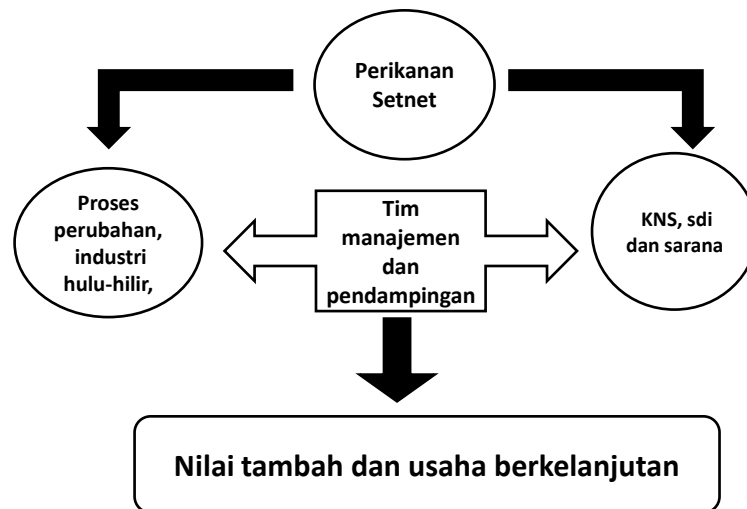 Perikanan
Setnet
Proses
perubahan,
industri
hulu-hilir,
Tim
manajemen
dan
pendampingan
KNS, sdi
dan sarana
Nilai tambah dan usaha berkelanjutan